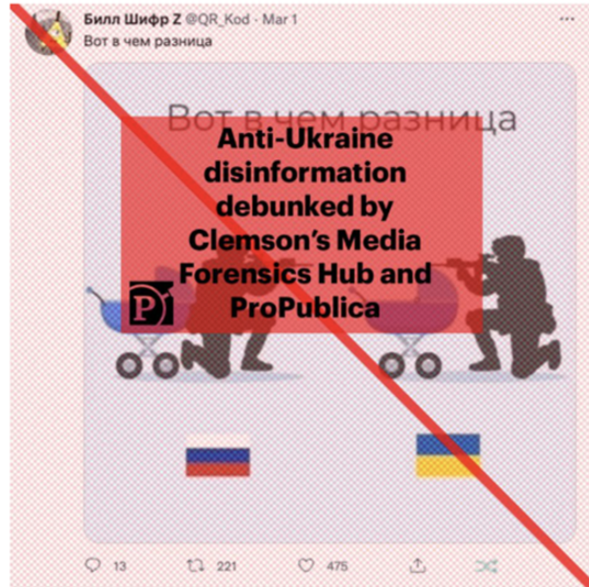 Билл Шифр Z @QR_Kod · Mar 1
Вот в чем разница
Вот в чем разница
Anti-Ukraine
disinformation
debunked by
Clemson's Media
Forensics Hub and
ProPublica
P
13 221 475